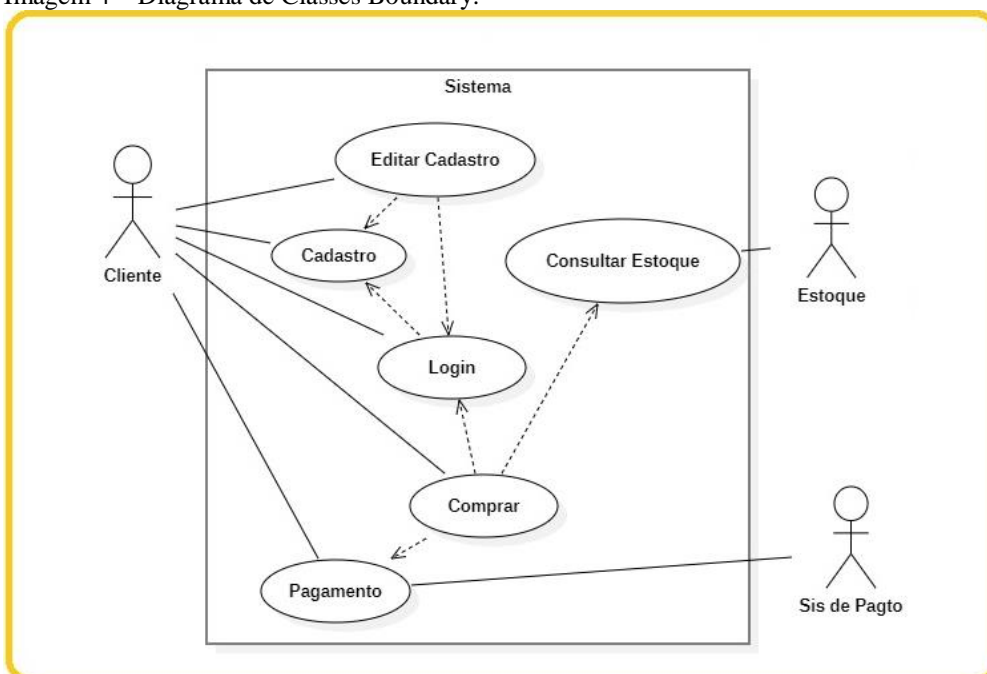 Imagem 4 – Diagrama de Classes Boundary.
Sistema
Editar Cadastro
Cadastro
Consultar Estoque
Cliente
Estoque
Login
Comprar
Pagamento
Sis de Pagto